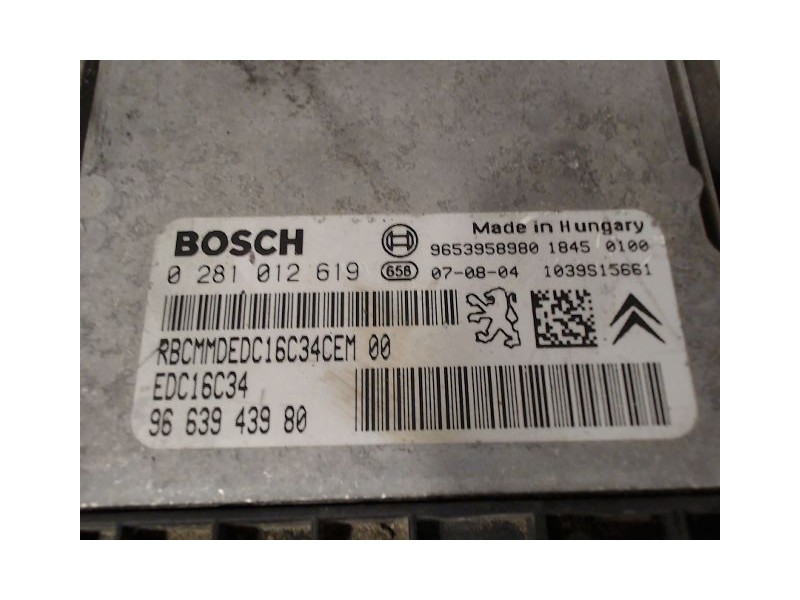 BOSCH
Made in Hungary
9653958980 1845 0100
0 281 012 619 658 07-08-04 1039S15661
RBCMMDEDC16C34CEM 00
EDC16C34
96 639 439 80